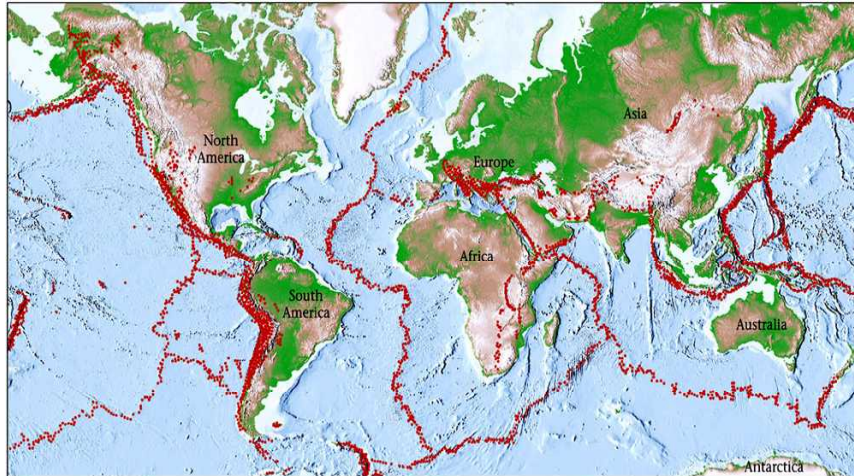 Asia
North
America
Europe
Africa
South
America
Australia
Antarctica